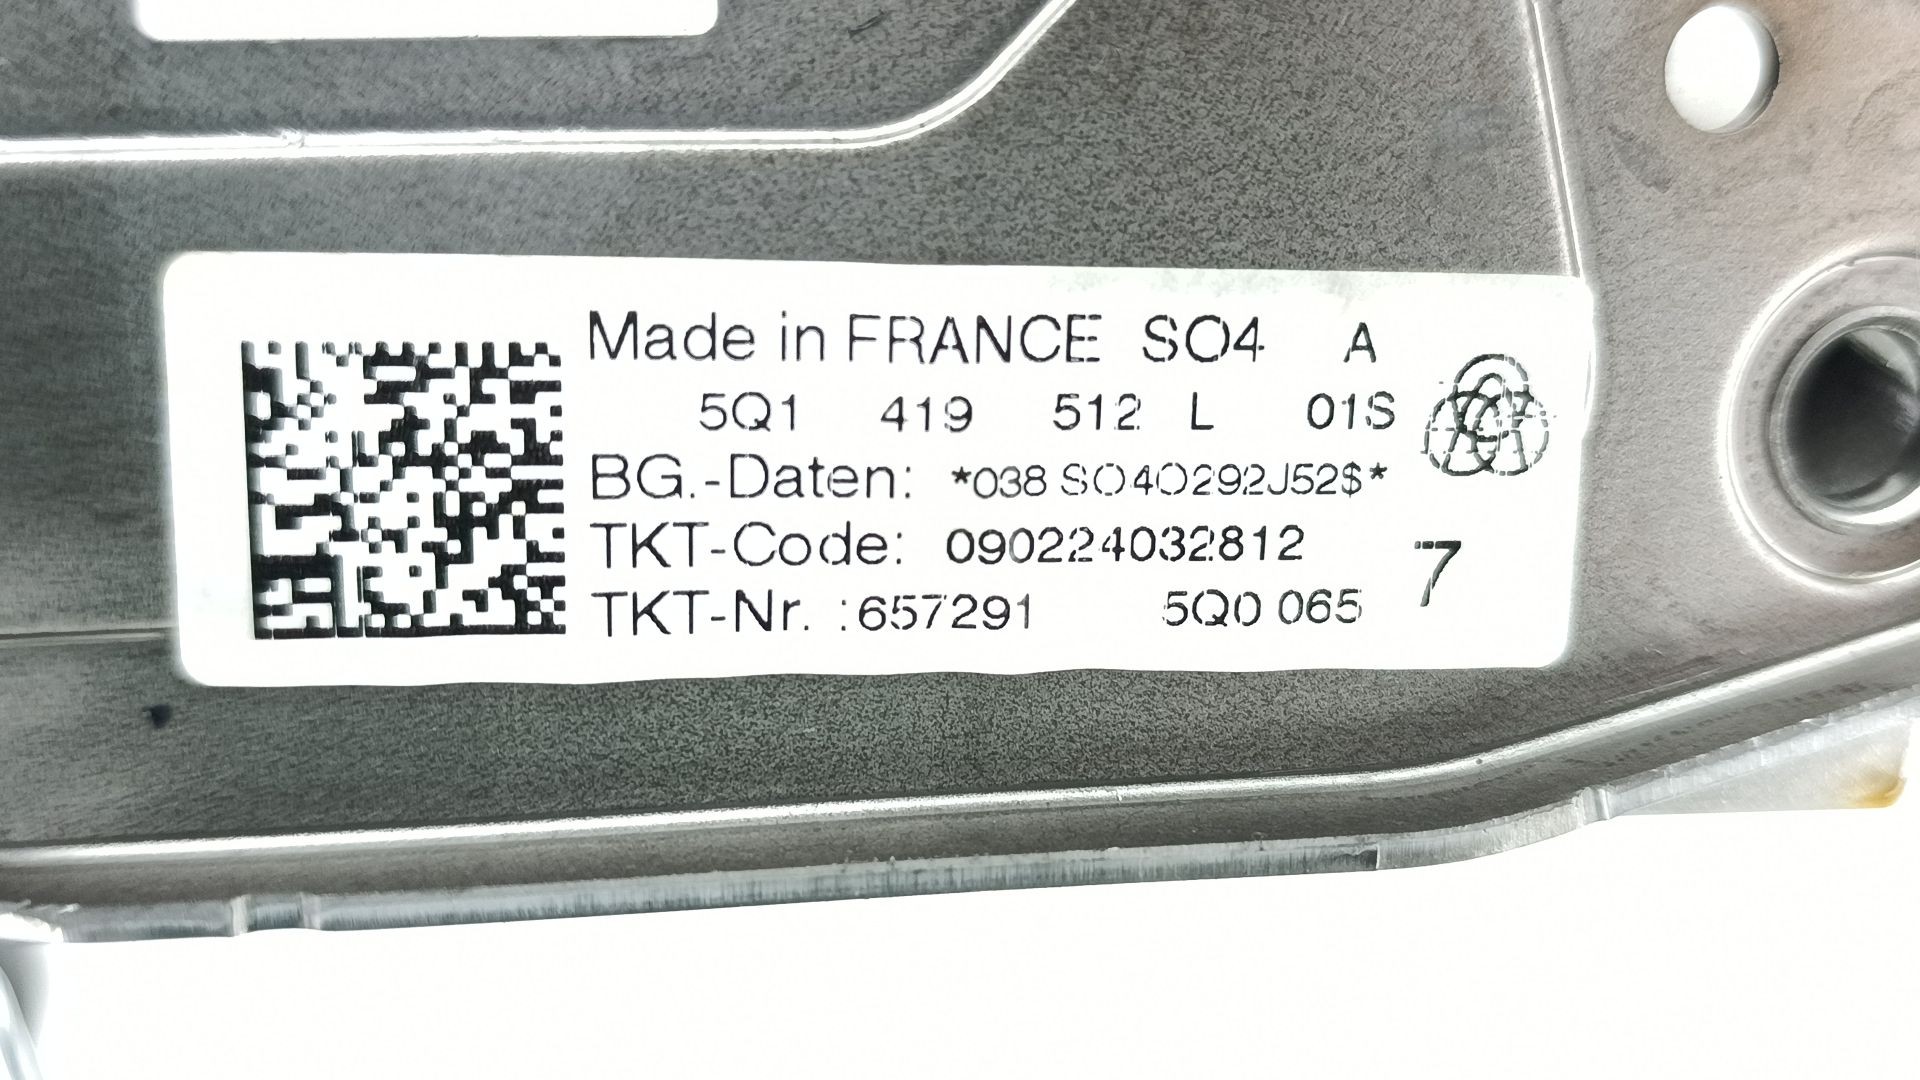 Made in FRANCE SO4 A
5Q1 419 512 L 01S
BG.-Daten: *038 SO4O292J52$*
TKT-Code: 090224032812
7
TKT-Nr. :657291 5Q0 065